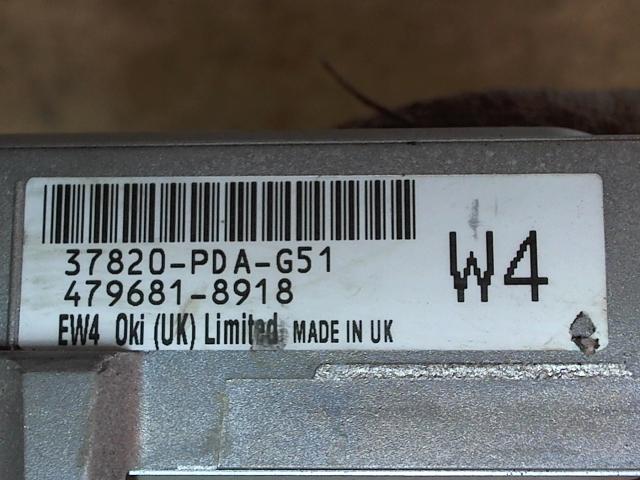 37820-PDA-G51
479681-8918
W4
EW4 Oki (UK) Limited MADE IN UK